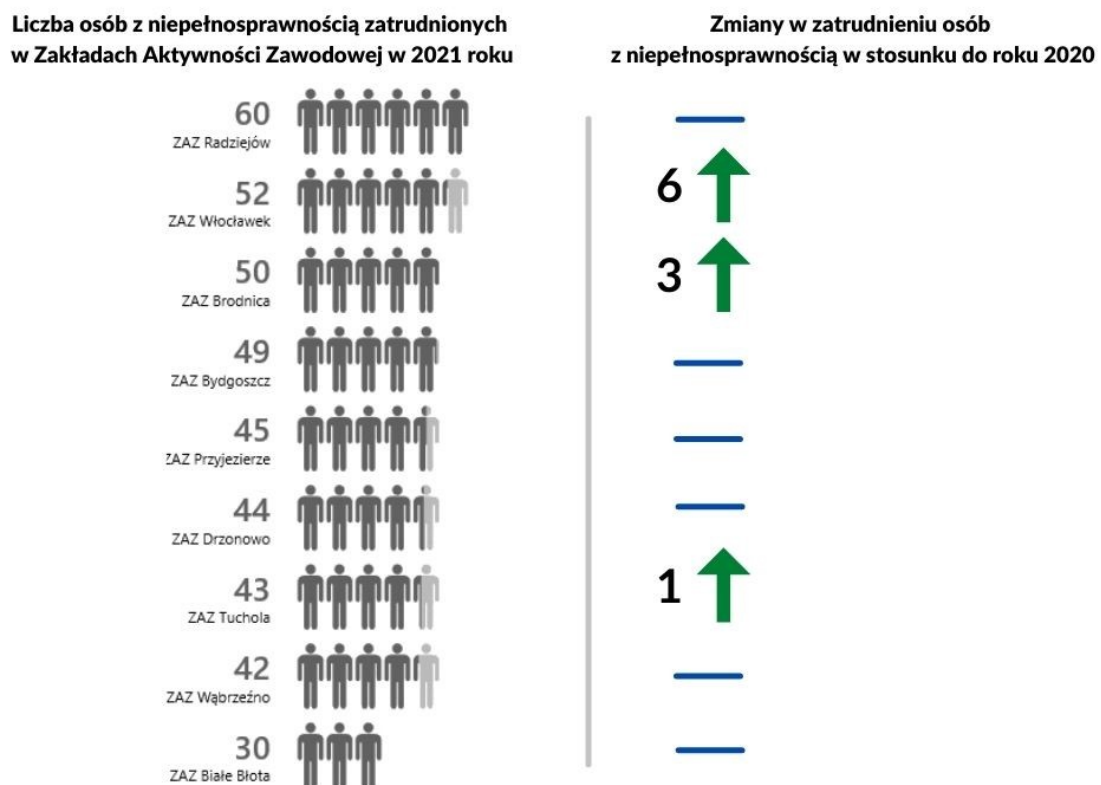 Liczba osób z niepełnosprawnością zatrudnionych
w Zakładach Aktywności Zawodowej w 2021 roku
Zmiany w zatrudnieniu osób
z niepełnosprawnością w stosunku do roku 2020
60
ZAZ Radziejów
52
ZAZ Włocławek
6
50
ZAZ Brodnica
3
49
ZAZ Bydgoszcz
45
ZAZ Przyjezierze
44
ZAZ Drzonowo
43
ZAZ Tuchola
1
42
ZAZ Wąbrzeźno
30
ZAZ Białe Błota